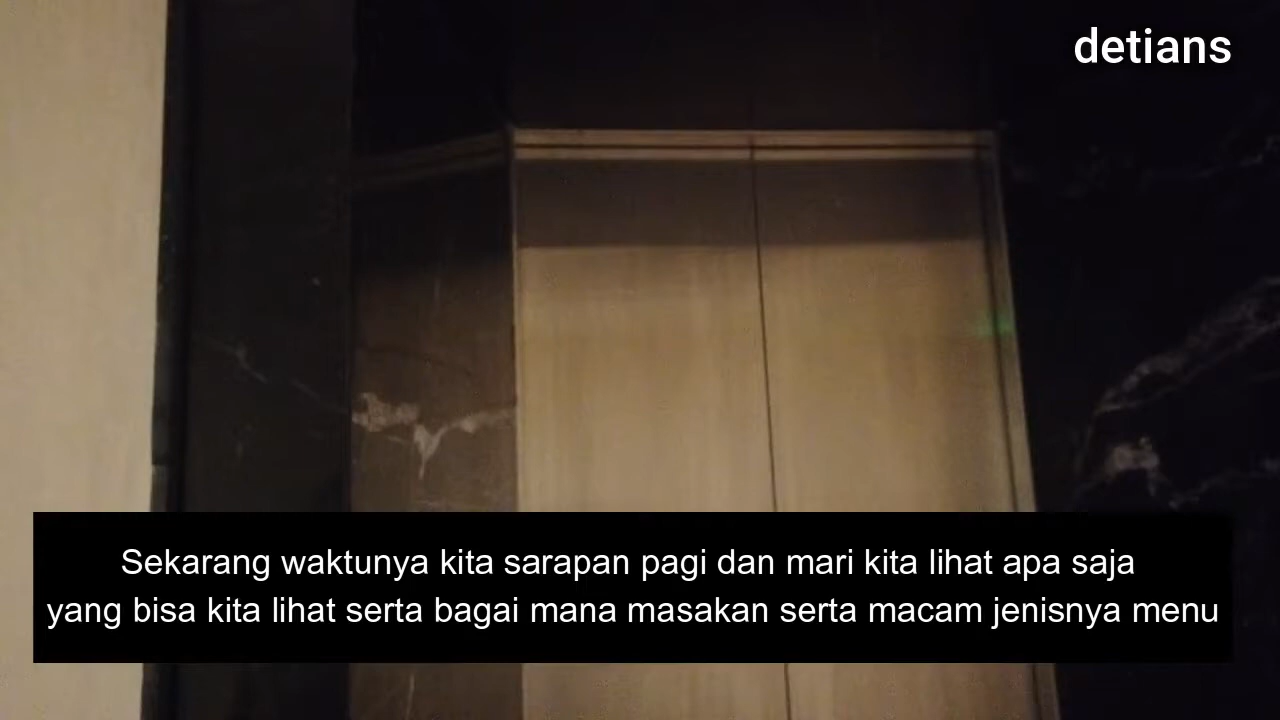 detians
Sekarang waktunya kita sarapan pagi dan mari kita lihat apa saja
yang bisa kita lihat serta bagai mana masakan serta macam jenisnya menu